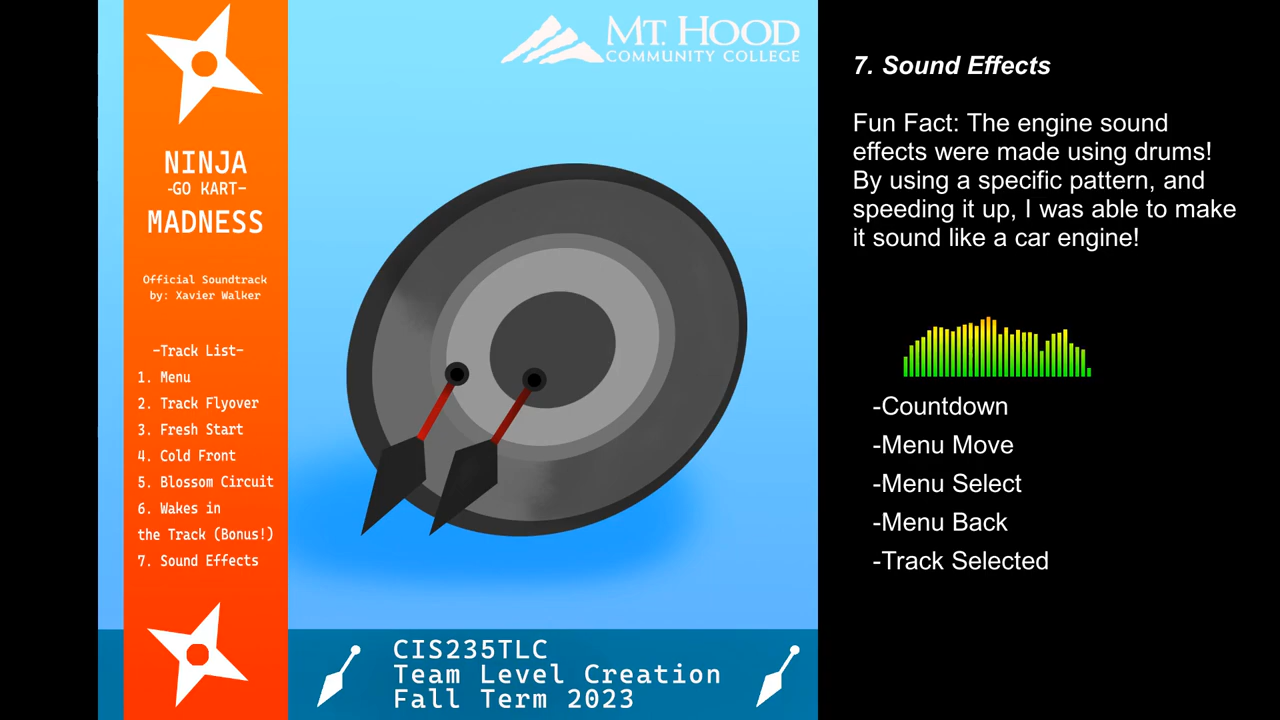 NINJA
-GO KART-
MADNESS
Official Soundtrack
by: Xavier Walker
-Track List-
1. Menu
2. Track Flyover
3. Fresh Start
4. Cold Front
5. Blossom Circuit
6. Wakes in
the Track (Bonus!)
7. Sound Effects
MT. HOOD
COMMUNITY COLLEGE
CIS235TLC
Team Level Creation
Fall Term 2023
7. Sound Effects
Fun Fact: The engine sound
effects were made using drums!
By using a specific pattern, and
speeding it up, I was able to make
it sound like a car engine!
-Countdown
-Menu Move
-Menu Select
-Menu Back
-Track Selected